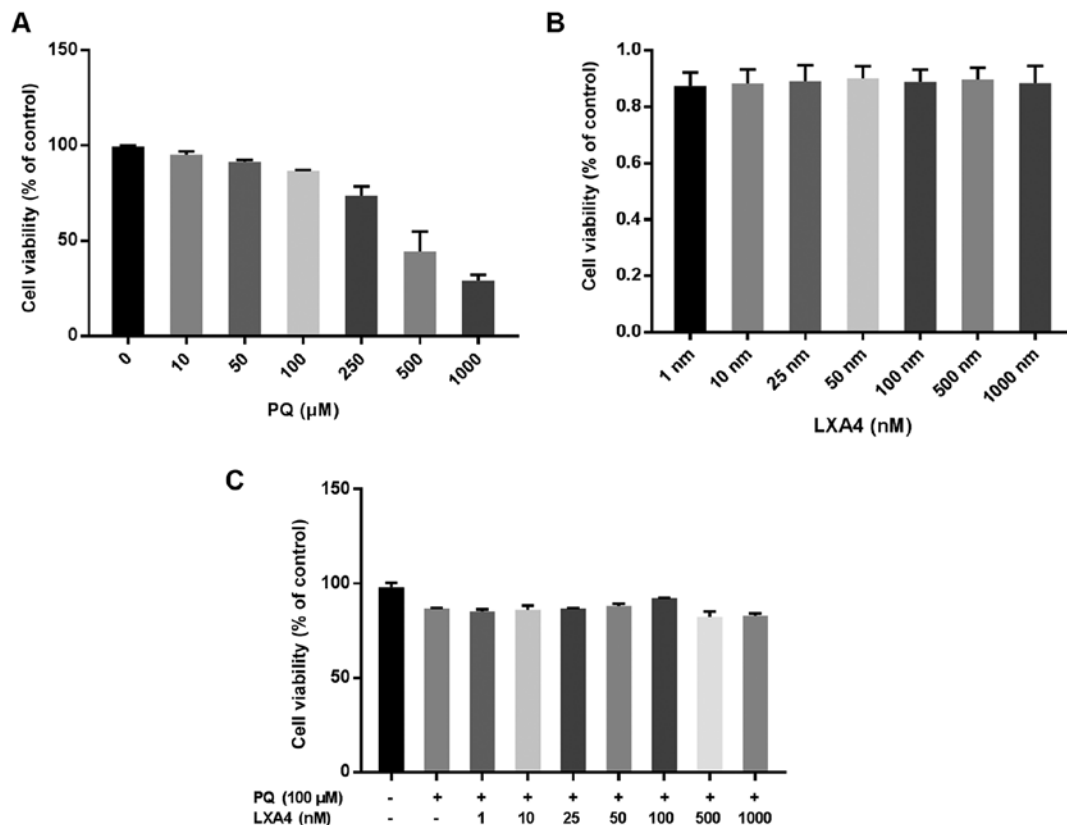 A
Cell viability (% of control)
150
100
50
0
0 10 50 100 250 500 1000
PQ (µM)
B
Cell viability (% of control)
1.0
0.8
0.6
0.4
0.2
0.0
1 nm 10 nm 25 nm 50 nm 100 nm 500 nm 1000 nm
LXA4 (nM)
C
Cell viability (% of control)
150
100
50
0
PQ (100 µM) - + + + + + + + +
LXA4 (nM) - - 1 10 25 50 100 500 1000